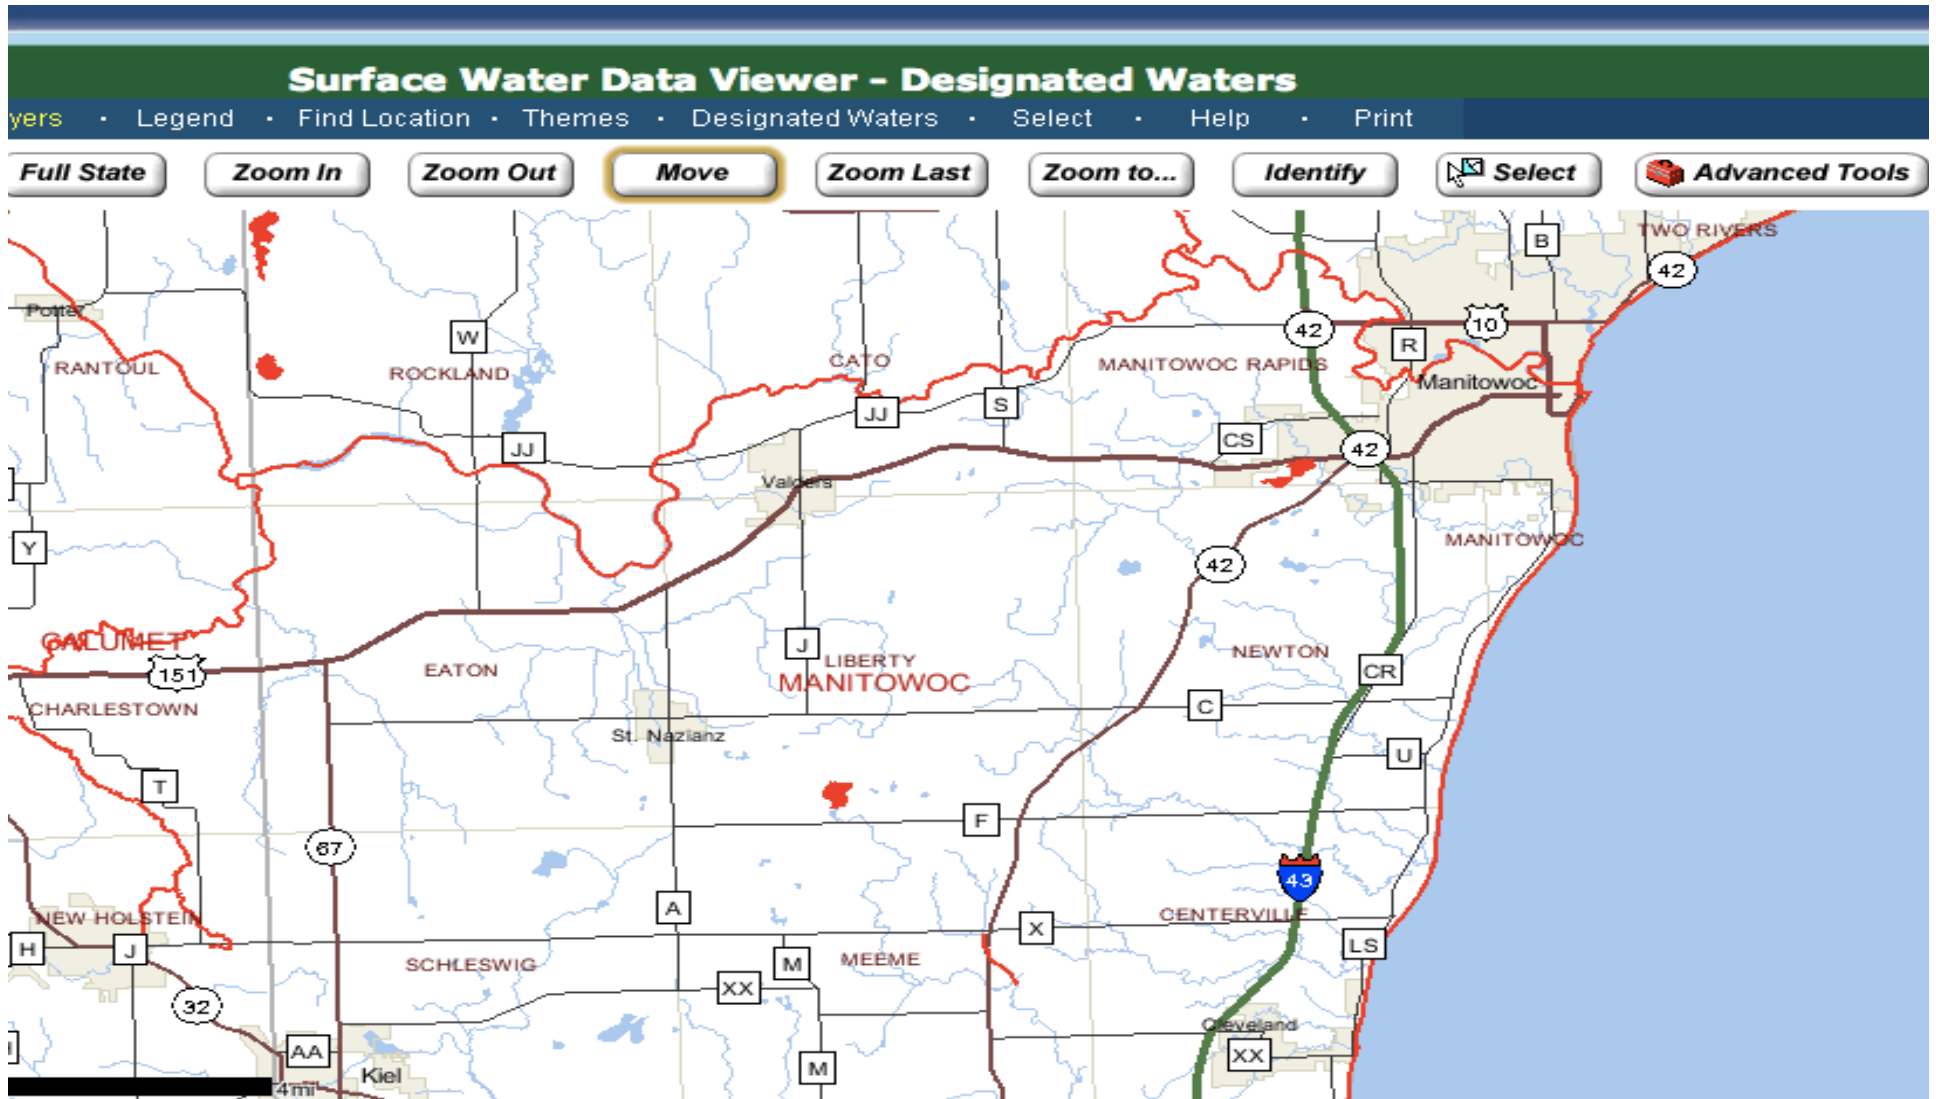 Surface Water Data Viewer - Designated Waters
yers · Legend · Find Location · Themes · Designated Waters · Select · Help · Print
Full State Zoom In Zoom Out Move Zoom Last Zoom to... Identify Select Advanced Tools
TWO RIVERS
B
42
Potter
W
42
10
R
RANTOUL
ROCKLAND
CATO
MANITOWOC RAPIDS
Manitowoc
JJ
S
JJ
CS
42
Valders
Y
MANITOWOC
42
CALUMET
151
EATON
J
LIBERTY
MANITOWOC
NEWTON
CR
CHARLESTOWN
C
St. Nazianz
U
T
F
67
43
A
NEW HOLSTEIN
CENTERVILLE
X
H
J
LS
SCHLESWIG
M
MEEME
XX
32
Cleveland
AA
XX
Kiel
M
4mi